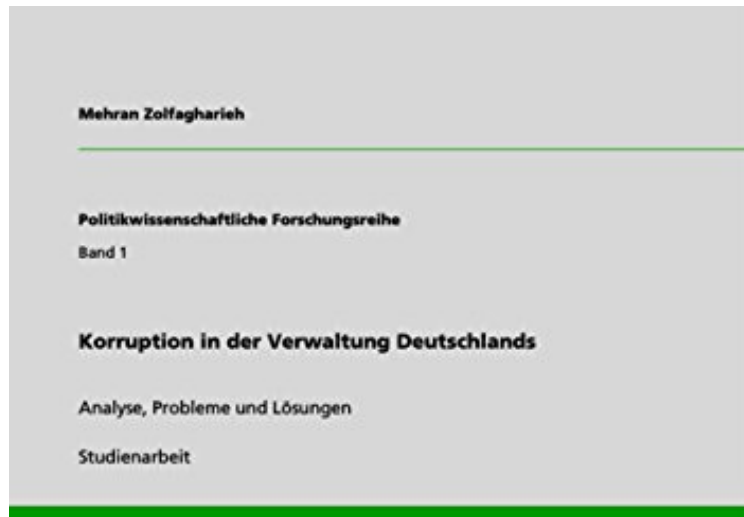 Mehran Zolfagharieh
Politikwissenschaftliche Forschungsreihe
Band 1
Korruption in der Verwaltung Deutschlands
Analyse, Probleme und Lösungen
Studienarbeit